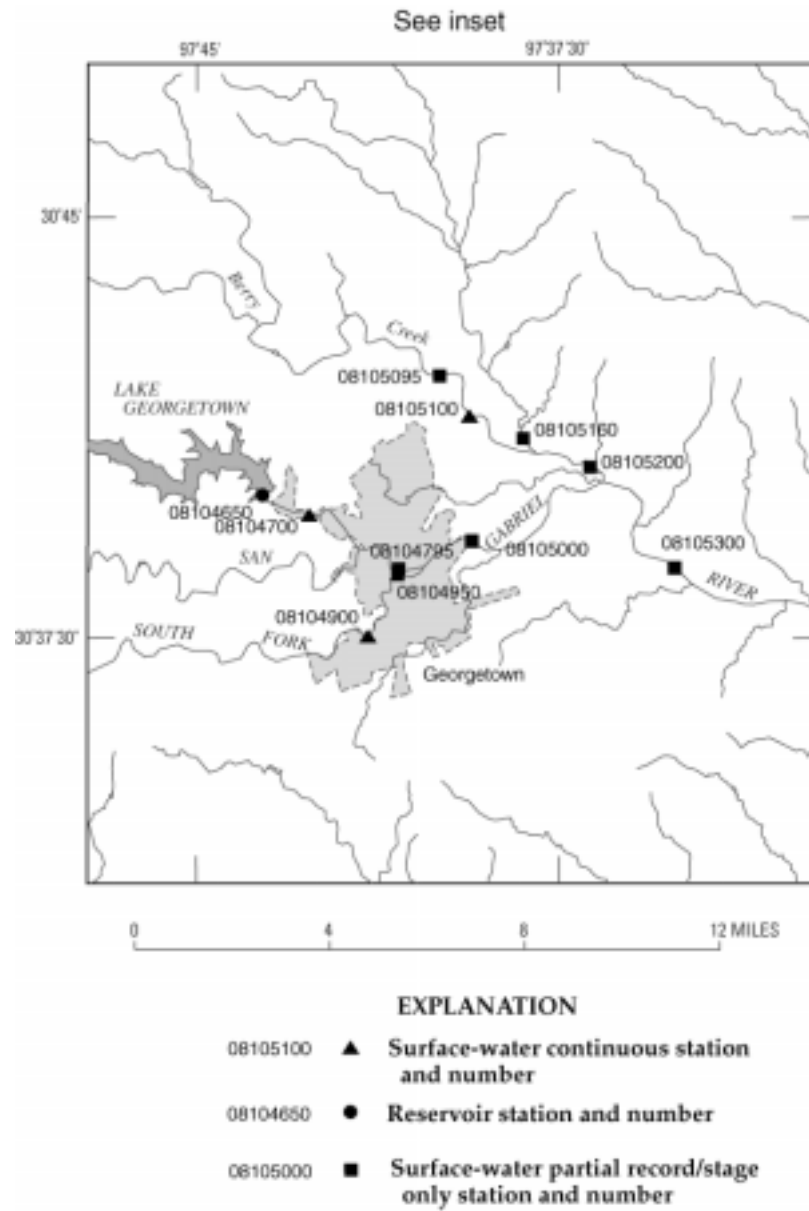 See inset
97°45'
97°37'30"
30°45'
Berry
Creek
08105095
LAKE
GEORGETOWN
08105100
08105160
08105200
08104650
08104700
GABRIEL
SAN
08104795
08105000
08105300
08104950
RIVER
08104900
SOUTH
FORK
30°37'30"
Georgetown
0 4 8 12 MILES
EXPLANATION
08105100 Surface-water continuous station
and number
08104650 Reservoir station and number
08105000 Surface-water partial record/stage
only station and number